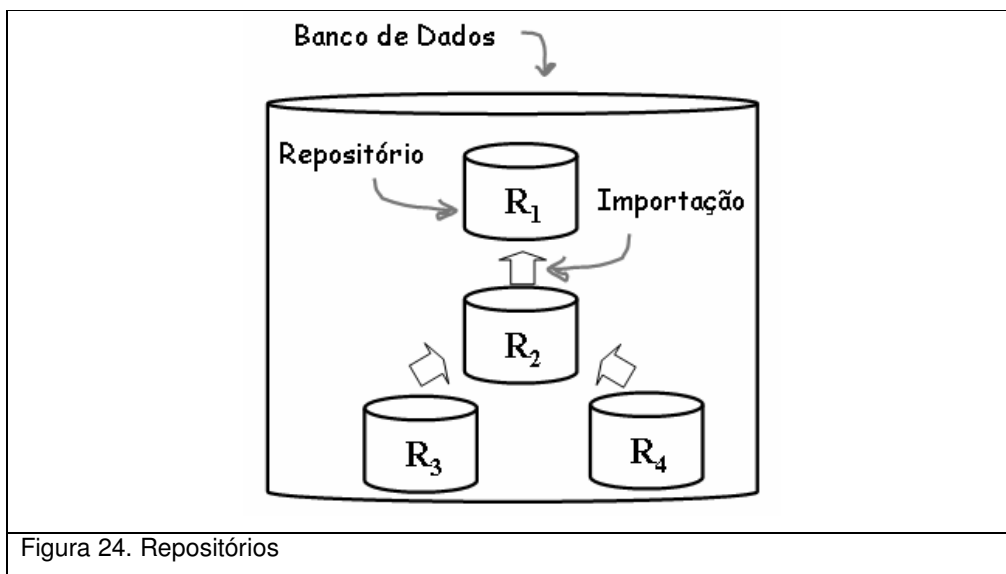 Banco de Dados
Repositório
R1
Importação
R2
R3
R4
Figura 24. Repositórios